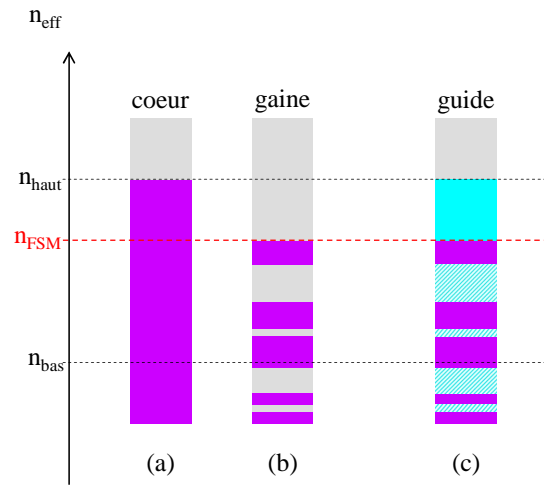 n_eff
coeur gaine guide
n_haut
n_FSM
n_bas
(a) (b) (c)